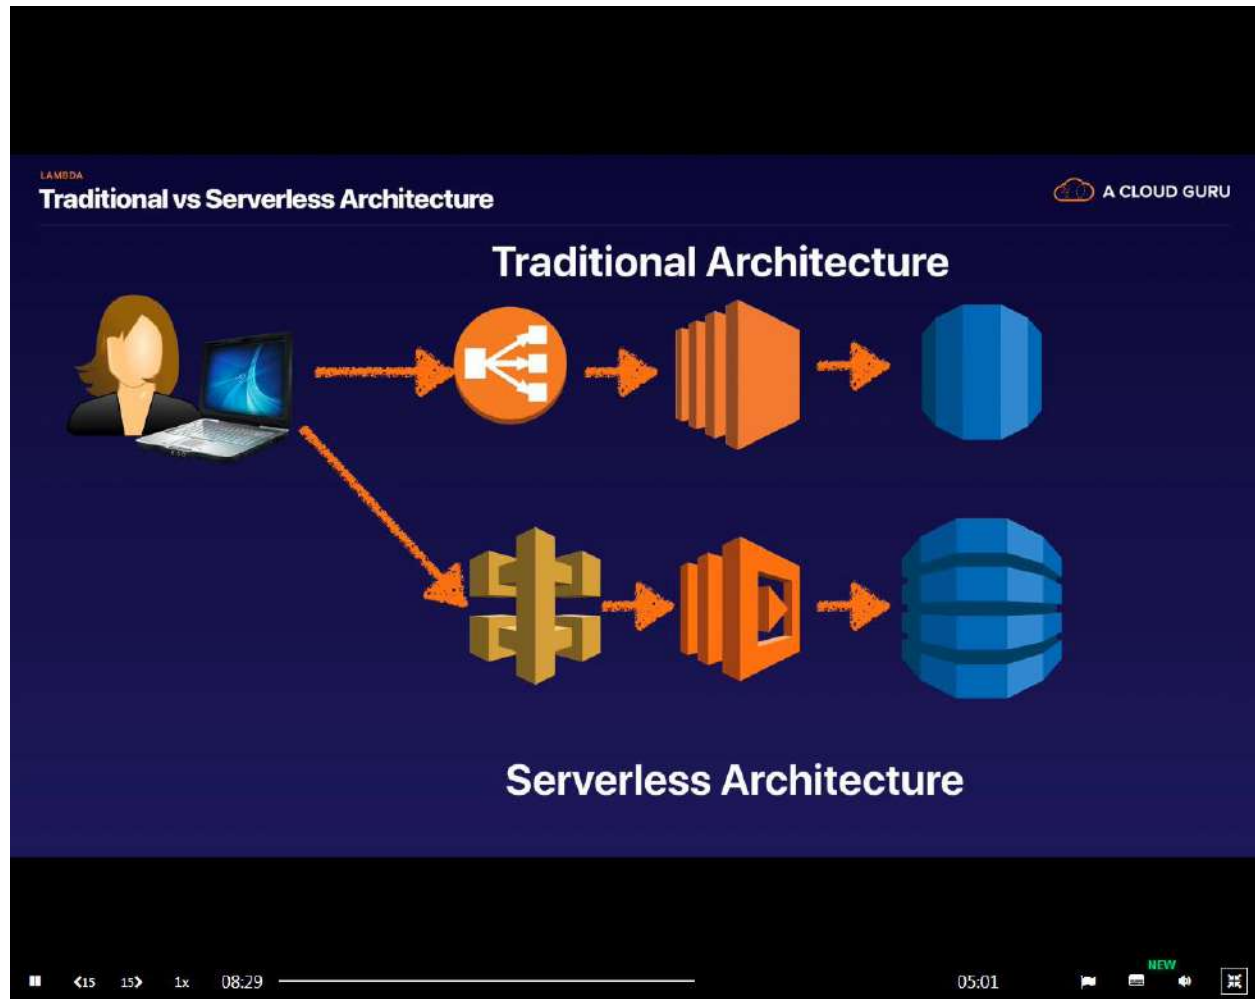 LAMBDA
Traditional vs Serverless Architecture
A CLOUD GURU
Traditional Architecture
Serverless Architecture
NEW
15 15 1x 08:29 05:01